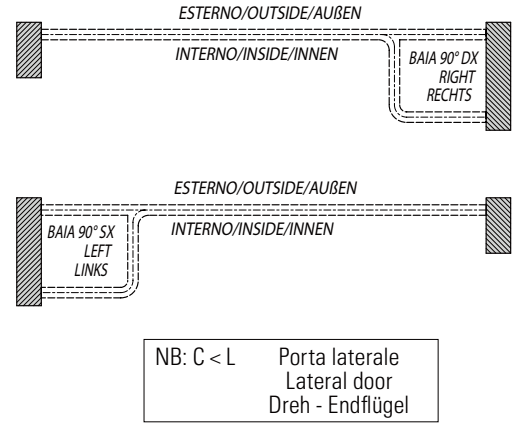 ESTERNO/OUTSIDE/AUßEN
INTERNO/INSIDE/INNEN
BAIA 90° DX
RIGHT
RECHTS
ESTERNO/OUTSIDE/AUßEN
INTERNO/INSIDE/INNEN
BAIA 90° SX
LEFT
LINKS
NB: C < L Porta laterale
Lateral door
Dreh - Endflügel